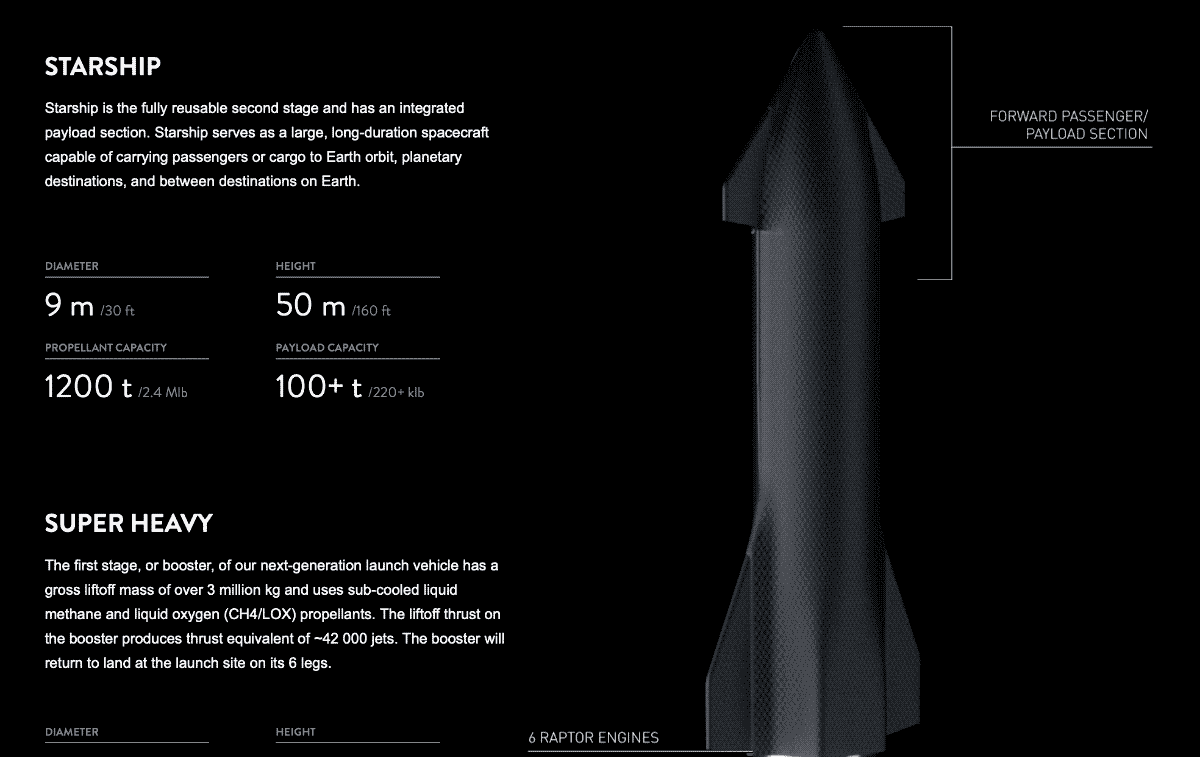 STARSHIP
Starship is the fully reusable second stage and has an integrated
payload section. Starship serves as a large, long-duration spacecraft
capable of carrying passengers or cargo to Earth orbit, planetary
destinations, and between destinations on Earth.
FORWARD PASSENGER/
PAYLOAD SECTION
DIAMETER
9 m /30 ft
HEIGHT
50 m /160 ft
PROPELLANT CAPACITY
1200 t /2.4 Mlb
PAYLOAD CAPACITY
100+ t /220+ klb
SUPER HEAVY
The first stage, or booster, of our next-generation launch vehicle has a
gross liftoff mass of over 3 million kg and uses sub-cooled liquid
methane and liquid oxygen (CH4/LOX) propellants. The liftoff thrust on
the booster produces thrust equivalent of ~42 000 jets. The booster will
return to land at the launch site on its 6 legs.
DIAMETER
HEIGHT
6 RAPTOR ENGINES